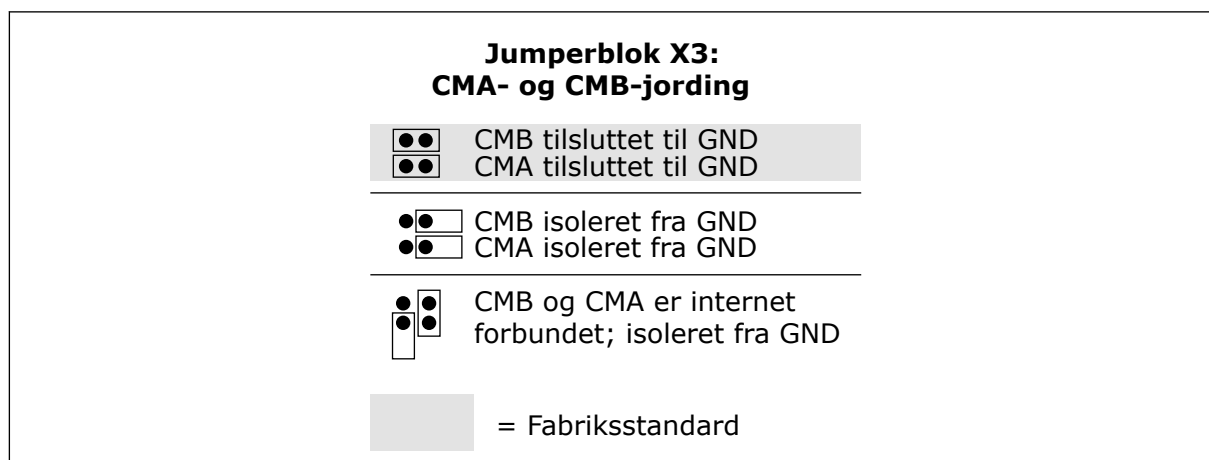 Jumperblok X3:
CMA- og CMB-jording
CMB tilsluttet til GND
CMA tilsluttet til GND
CMB isoleret fra GND
CMA isoleret fra GND
CMB og CMA er internet
forbundet; isoleret fra GND
= Fabriksstandard